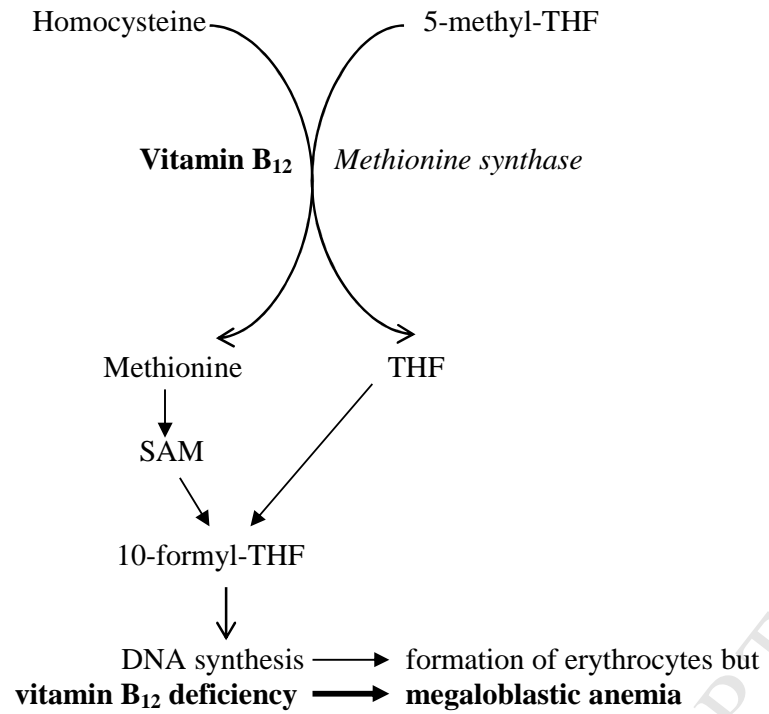 Homocysteine 5-methyl-THF
Vitamin B₁₂ Methionine synthase
Methionine THF
SAM
10-formyl-THF
DNA synthesis formation of erythrocytes but
vitamin B₁₂ deficiency megaloblastic anemia